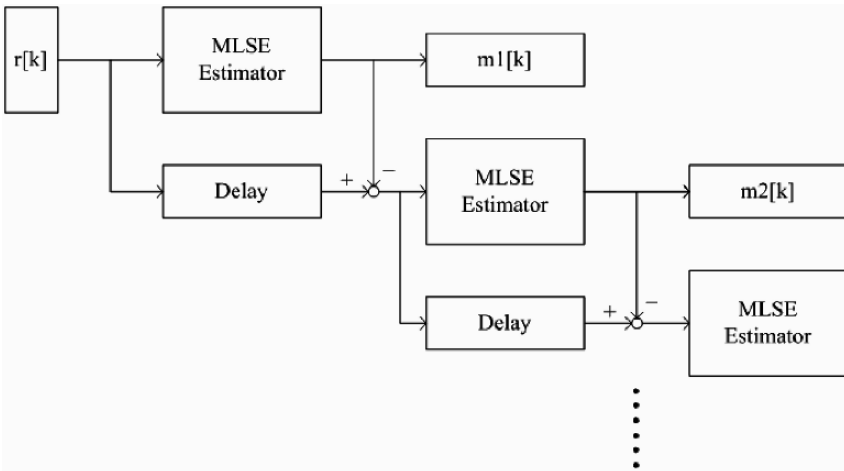 r[k]
MLSE
Estimator
m1[k]
Delay
+
−
MLSE
Estimator
m2[k]
Delay
+
−
MLSE
Estimator